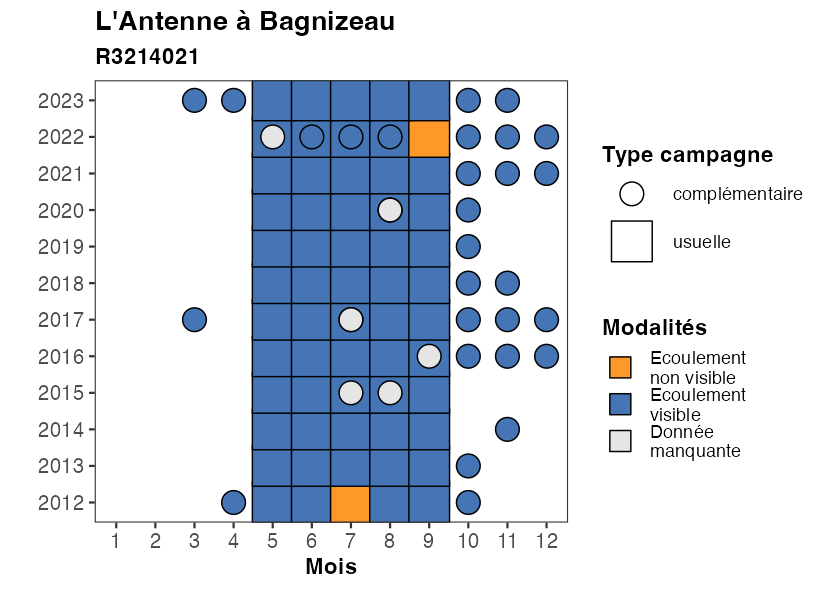 L'Antenne à Bagnizeau
R3214021
2023
2022
2021
2020
2019
2018
2017
2016
2015
2014
2013
2012
1 2 3 4 5 6 7 8 9 10 11 12
Mois
Type campagne
complémentaire
usuelle
Modalités
Ecoulement
non visible
Ecoulement
visible
Donnée
manquante